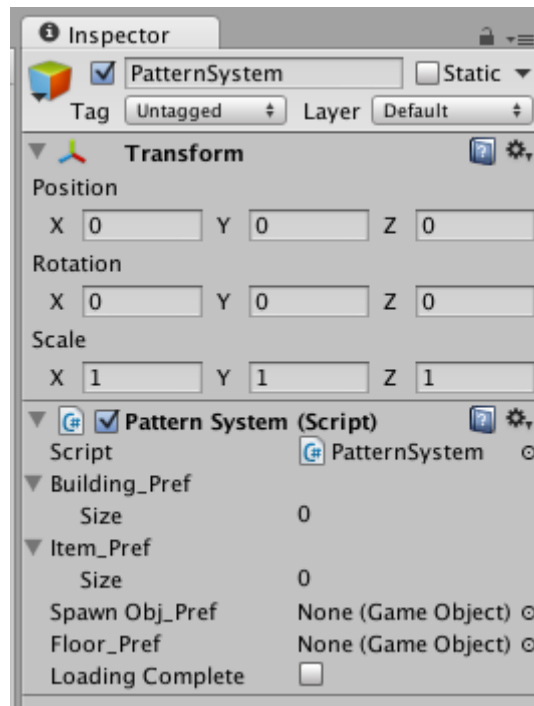 Inspector
PatternSystem Static
Tag Untagged Layer Default
Transform
Position
X 0 Y 0 Z 0
Rotation
X 0 Y 0 Z 0
Scale
X 1 Y 1 Z 1
C# Pattern System (Script)
Script C# PatternSystem
Building_Pref
Size 0
Item_Pref
Size 0
Spawn Obj_Pref None (Game Object)
Floor_Pref None (Game Object)
Loading Complete